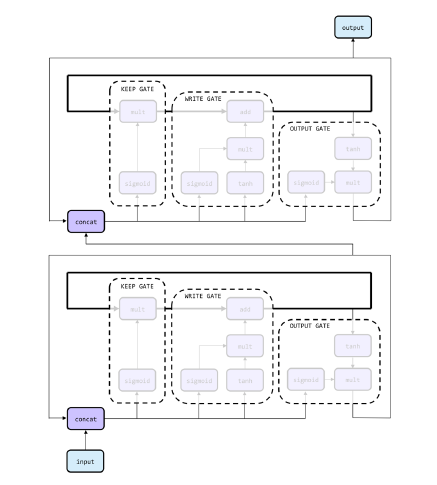 output
KEEP GATE
WRITE GATE
mult
add
OUTPUT GATE
mult
tanh
sigmoid
sigmoid
tanh
sigmoid
mult
concat
KEEP GATE
WRITE GATE
mult
add
OUTPUT GATE
mult
tanh
sigmoid
sigmoid
tanh
sigmoid
mult
concat
input